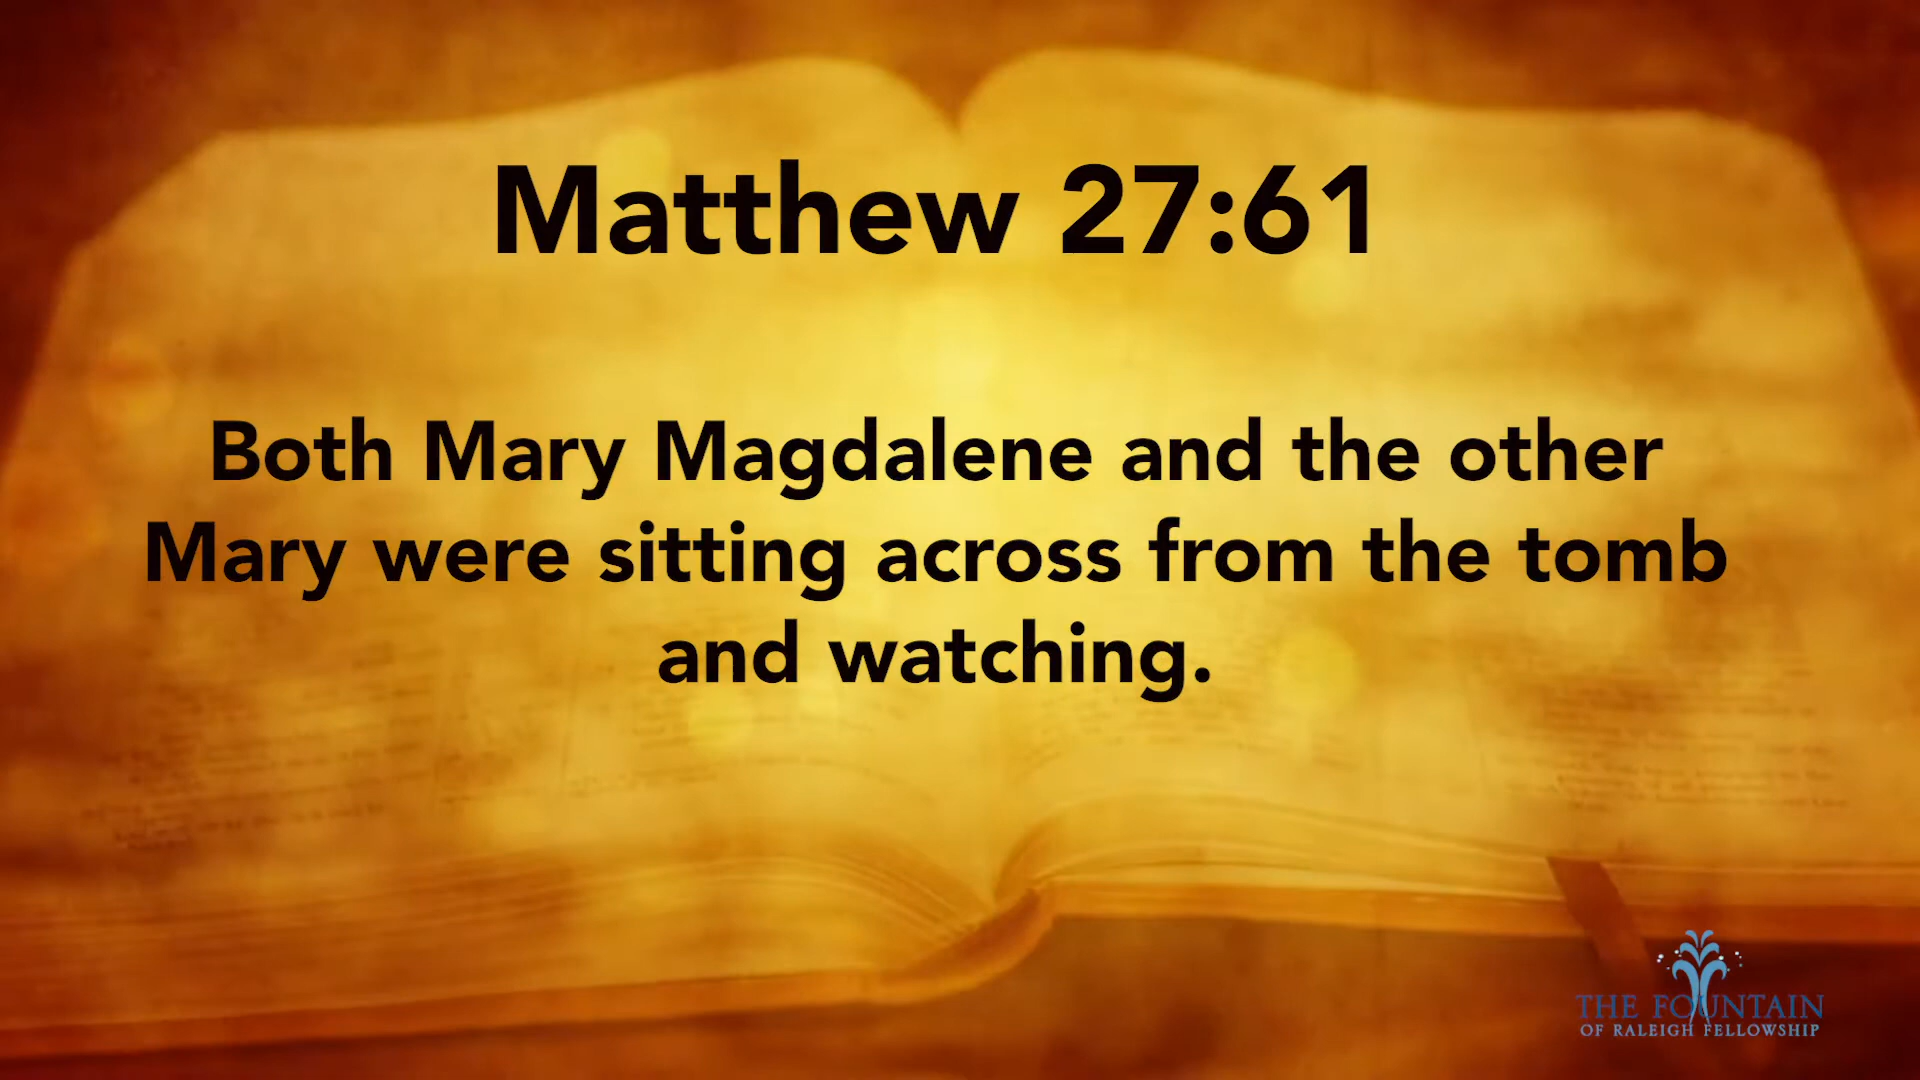 Matthew 27:61
Both Mary Magdalene and the other
Mary were sitting across from the tomb
and watching.
THE FOUNTAIN
OF RALEIGH FELLOWSHIP